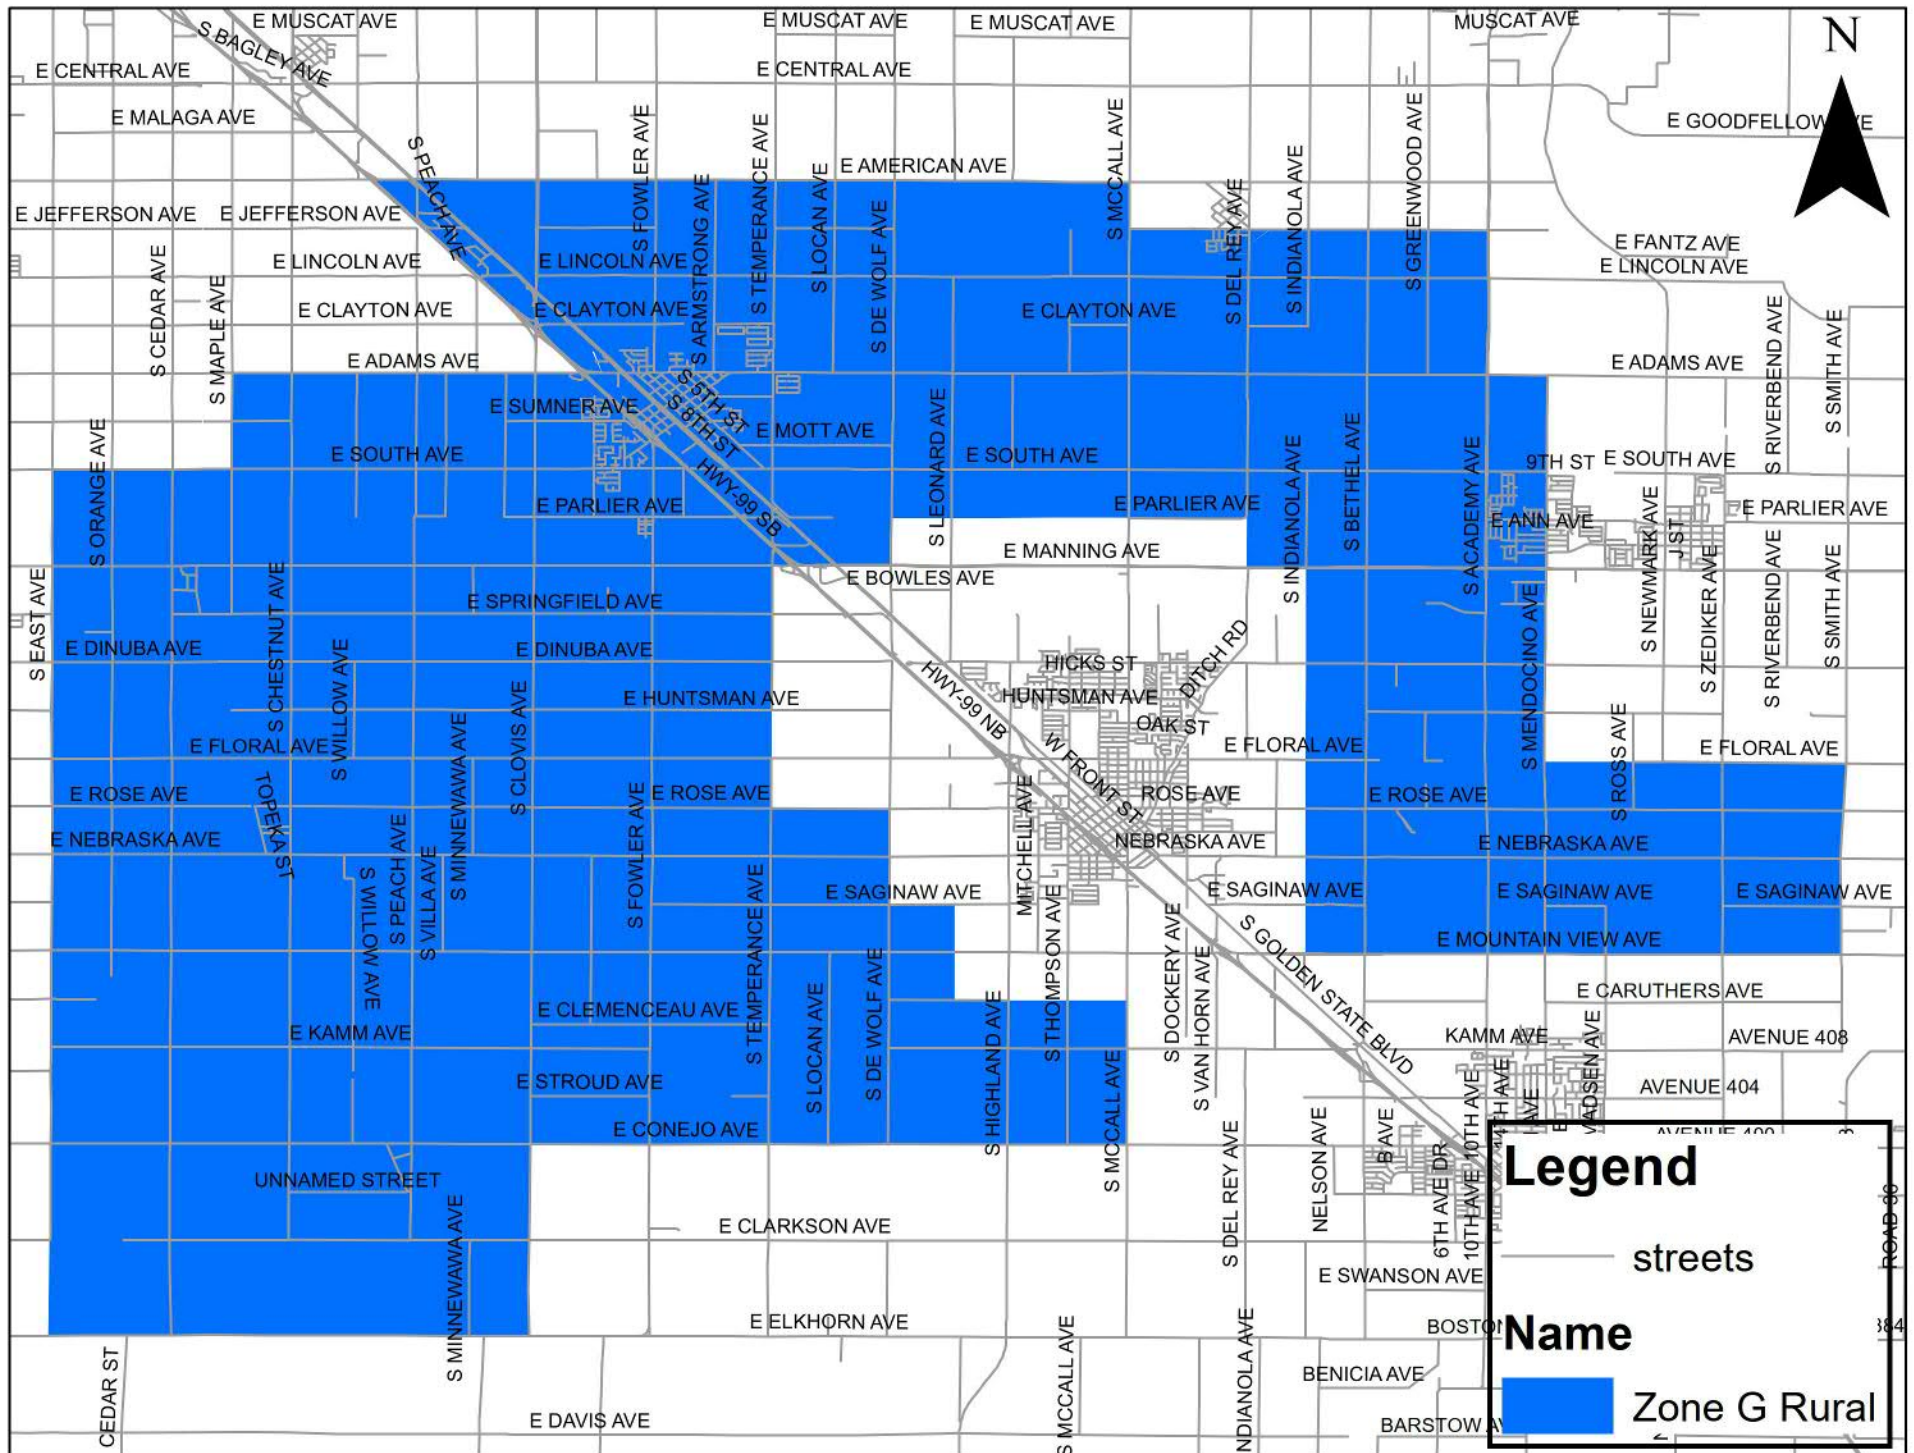 E MUSCAT AVE
E MUSCAT AVE
E MUSCAT AVE
MUSCAT AVE
N
S BAGLEY AVE
E CENTRAL AVE
E CENTRAL AVE
E MALAGA AVE
E GOODFELLOW AVE
S PEACH AVE
S FOWLER AVE
S TEMPERANCE AVE
S MCCALL AVE
S GREENWOOD AVE
E AMERICAN AVE
S ARMSTRONG AVE
S LOCAN AVE
S DE WOLF AVE
S DEL REY AVE
S INDIANOLA AVE
E JEFFERSON AVE
E JEFFERSON AVE
E FANTZ AVE
E LINCOLN AVE
E LINCOLN AVE
E LINCOLN AVE
S CEDAR AVE
S MAPLE AVE
E CLAYTON AVE
E CLAYTON AVE
E CLAYTON AVE
S RIVERBEND AVE
S SMITH AVE
E ADAMS AVE
E ADAMS AVE
S 5TH ST
S 8TH ST
E SUMNER AVE
E MOTT AVE
S LEONARD AVE
S ORANGE AVE
E SOUTH AVE
E SOUTH AVE
S INDIANOLA AVE
S BETHEL AVE
S ACADEMY AVE
9TH ST
E SOUTH AVE
HWY-99 SB
E PARLIER AVE
E PARLIER AVE
E PARLIER AVE
E ANN AVE
S NEWMARK AVE
J ST
E MANNING AVE
E BOWLES AVE
S EAST AVE
S CHESTNUT AVE
E SPRINGFIELD AVE
S MENDOCINO AVE
S ZEDIKER AVE
S RIVERBEND AVE
S SMITH AVE
E DINUBA AVE
E DINUBA AVE
S WILLOW AVE
HICKS ST
DITCH RD
HWY-99 NB
HUNTSMAN AVE
E HUNTSMAN AVE
S CLOVIS AVE
S MINNEWAWA AVE
OAK ST
W FRONT ST
E FLORAL AVE
E FLORAL AVE
E FLORAL AVE
S ROSS AVE
TOPEKA ST
E ROSE AVE
E ROSE AVE
ROSE AVE
E ROSE AVE
S FOWLER AVE
MITCHELL AVE
E NEBRASKA AVE
NEBRASKA AVE
E NEBRASKA AVE
S WILLOW AVE
S PEACH AVE
S VILLA AVE
S TEMPERANCE AVE
E SAGINAW AVE
E SAGINAW AVE
E SAGINAW AVE
E SAGINAW AVE
S THOMPSON AVE
S DOCKERY AVE
S VAN HORN AVE
S GOLDEN STATE BLVD
E MOUNTAIN VIEW AVE
S LOCAN AVE
S DE WOLF AVE
S HIGHLAND AVE
E CARUTHERS AVE
E CLEMENCEAU AVE
E KAMM AVE
KAMM AVE
AVENUE 408
MADSEN AVE
E STROUD AVE
S MCCALL AVE
AVENUE 404
10TH AVE
4TH AVE
AVE
E CONEJO AVE
S DEL REY AVE
NELSON AVE
B AVE
6TH AVE DR
10TH AVE
AVENUE 400
UNNAMED STREET
S MINNEWAWA AVE
E CLARKSON AVE
ROAD 36
E SWANSON AVE
E ELKHORN AVE
BOSTON
384
CEDAR ST
S MCCALL AVE
INDIANOLA AVE
BENICIA AVE
E DAVIS AVE
BARSTOW AV
Legend
streets
Name
Zone G Rural